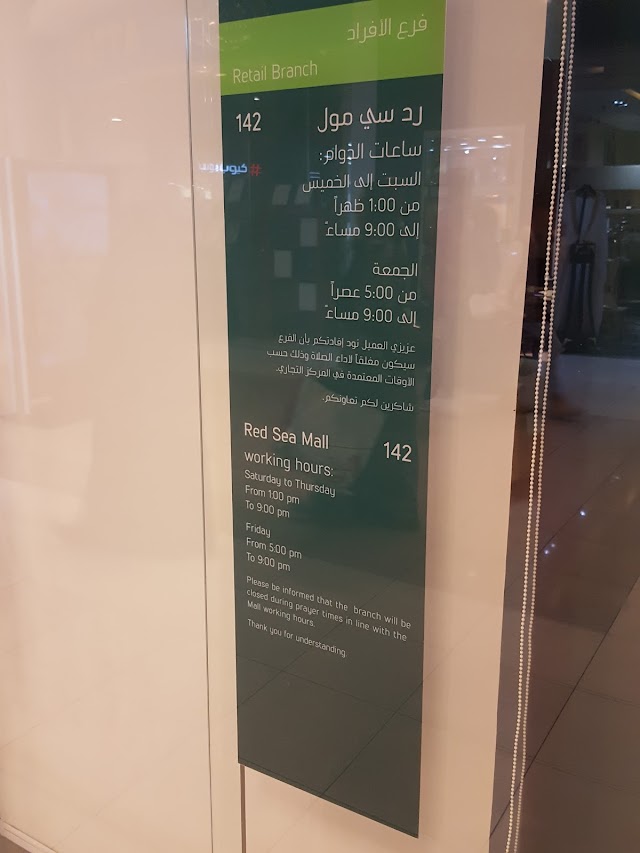 فرع الأفراد
Retail Branch
142 رد سي مول
ساعات الدوام:
السبت إلى الخميس
من 1:00 ظهراً
إلى 9:00 مساءً
الجمعة
من 5:00 عصراً
إلى 9:00 مساءً
عزيزي العميل نود إفادتكم بأن الفرع
سيكون مغلقاً لأداء الصلاة وذلك حسب
الأوقات المعتمدة في المركز التجاري.
شاكرين لكم تعاونكم.
Red Sea Mall 142
working hours:
Saturday to Thursday
From 1:00 pm
To 9:00 pm
Friday
From 5:00 pm
To 9:00 pm
Please be informed that the branch will be
closed during prayer times in line with the
Mall working hours.
Thank you for understanding.